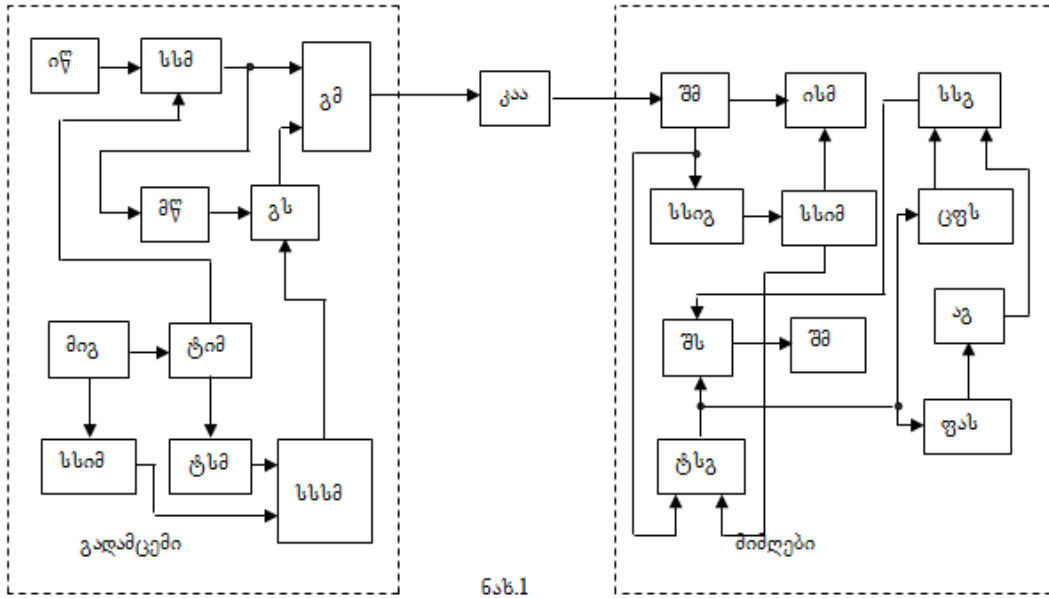 იწ
სსმ
გმ
მწ
გს
მიგ
ტიმ
სსიმ
ტსმ
სსსმ
გადამცემი
კაა
შმ
ისმ
სსგ
სსიგ
სსიმ
ცფს
შს
შმ
აგ
ფას
ტსგ
მიმღები
ნახ.1